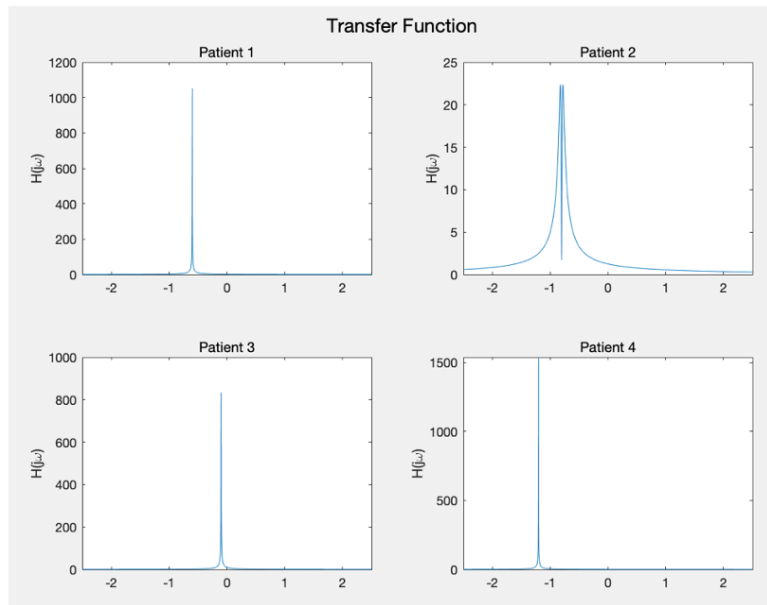 Transfer Function
Patient 1
1200
1000
800
600
400
200
0
H(jω)
-2 -1 0 1 2
Patient 2
25
20
15
10
5
0
H(jω)
-2 -1 0 1 2
Patient 3
1000
800
600
400
200
0
H(jω)
-2 -1 0 1 2
Patient 4
1500
1000
500
0
H(jω)
-2 -1 0 1 2